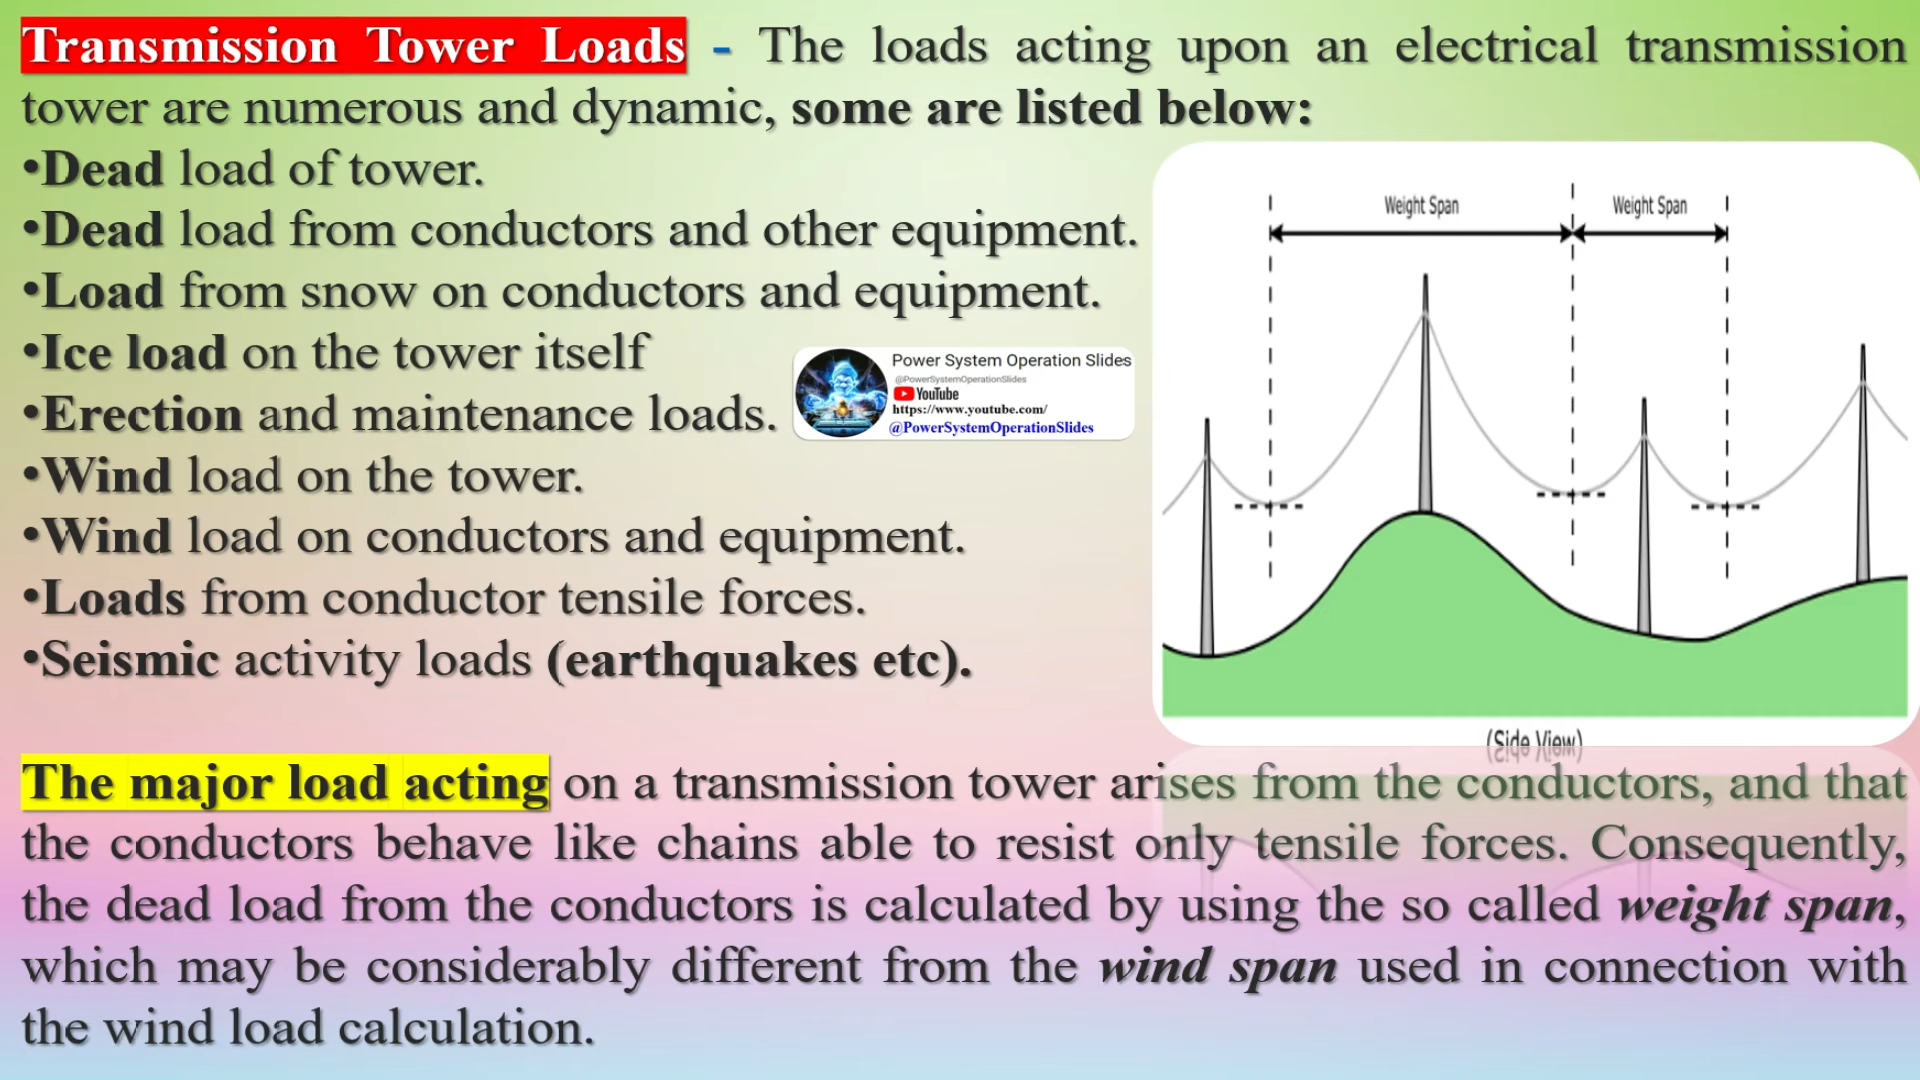 Transmission Tower Loads - The loads acting upon an electrical transmission
tower are numerous and dynamic, some are listed below:
•Dead load of tower.
•Dead load from conductors and other equipment.
•Load from snow on conductors and equipment.
•Ice load on the tower itself
•Erection and maintenance loads.
•Wind load on the tower.
•Wind load on conductors and equipment.
•Loads from conductor tensile forces.
•Seismic activity loads (earthquakes etc).
Power System Operation Slides
@PowerSystemOperationSlides
YouTube
https://www.youtube.com/
@PowerSystemOperationSlides
Weight Span
Weight Span
(Side View)
The major load acting on a transmission tower arises from the conductors, and that
the conductors behave like chains able to resist only tensile forces. Consequently,
the dead load from the conductors is calculated by using the so called weight span,
which may be considerably different from the wind span used in connection with
the wind load calculation.